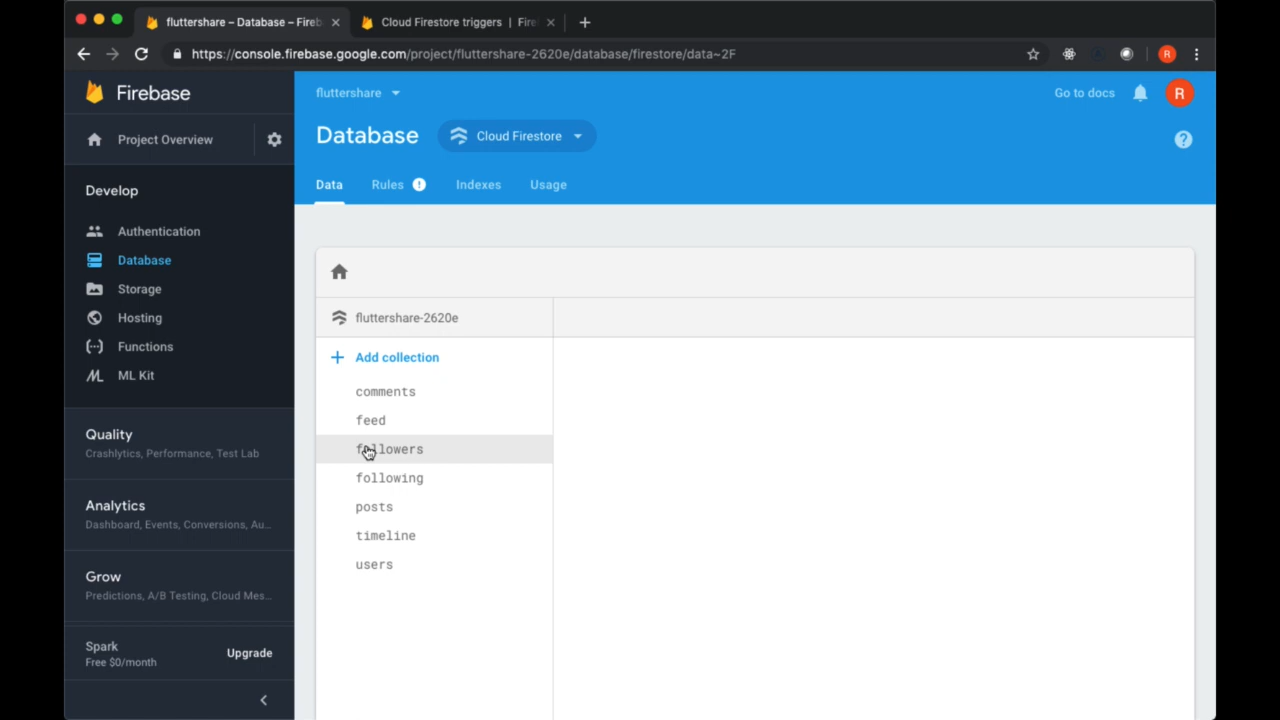 fluttershare – Database – Fireb
Cloud Firestore triggers | Fire
https://console.firebase.google.com/project/fluttershare-2620e/database/firestore/data~2F
R
Firebase
fluttershare
Go to docs
R
Project Overview
Database
Cloud Firestore
?
Develop
Data
Rules
!
Indexes
Usage
Authentication
Database
Storage
Hosting
Functions
ML Kit
fluttershare-2620e
Add collection
comments
feed
followers
following
posts
timeline
users
Quality
Crashlytics, Performance, Test Lab
Analytics
Dashboard, Events, Conversions, Au...
Grow
Predictions, A/B Testing, Cloud Mes...
Spark
Free $0/month
Upgrade